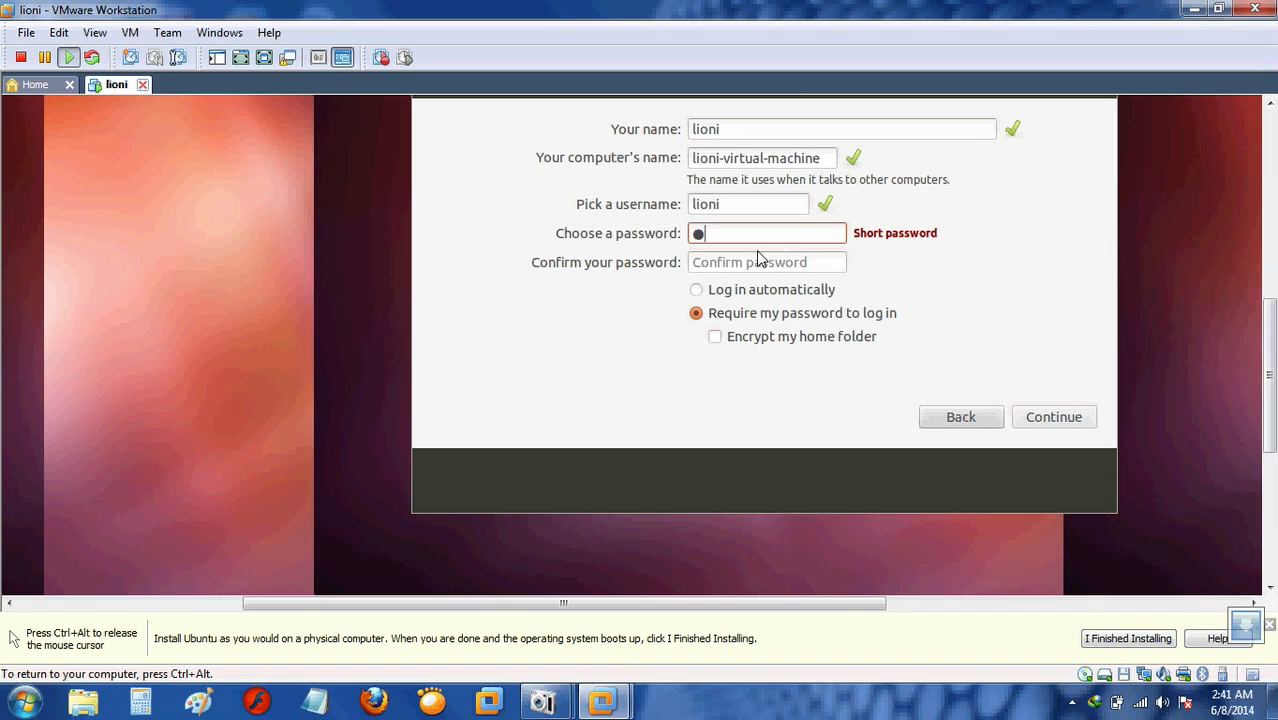 lioni - VMware Workstation
File Edit View VM Team Windows Help
Home lioni
Your name: lioni
Your computer's name: lioni-virtual-machine
The name it uses when it talks to other computers.
Pick a username: lioni
Choose a password: Short password
Confirm your password: Confirm password
Log in automatically
Require my password to log in
Encrypt my home folder
Back Continue
Press Ctrl+Alt to release
the mouse cursor
Install Ubuntu as you would on a physical computer. When you are done and the operating system boots up, click I Finished Installing.
I Finished Installing Help
To return to your computer, press Ctrl+Alt.
2:41 AM
6/8/2014